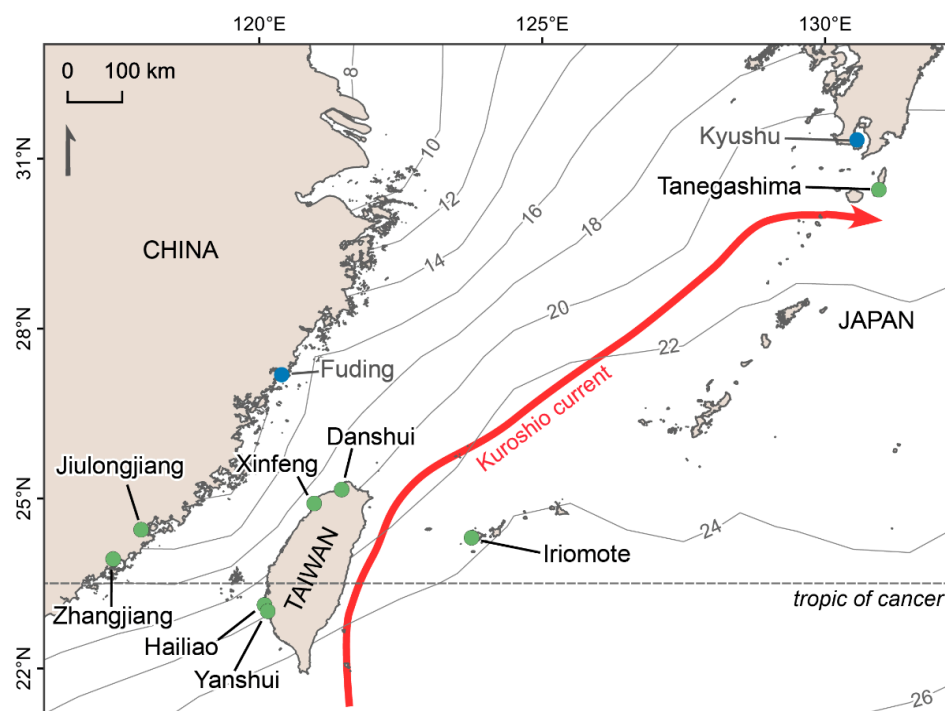 120°E
125°E
130°E
0 100 km
8
10
12
14
16
18
20
22
24
26
31°N
28°N
25°N
22°N
Kyushu
Tanegashima
CHINA
JAPAN
Fuding
Kuroshio current
Danshui
Xinfeng
Jiulongjiang
TAIWAN
Iriomote
tropic of cancer
Zhangjiang
Hailiao
Yanshui